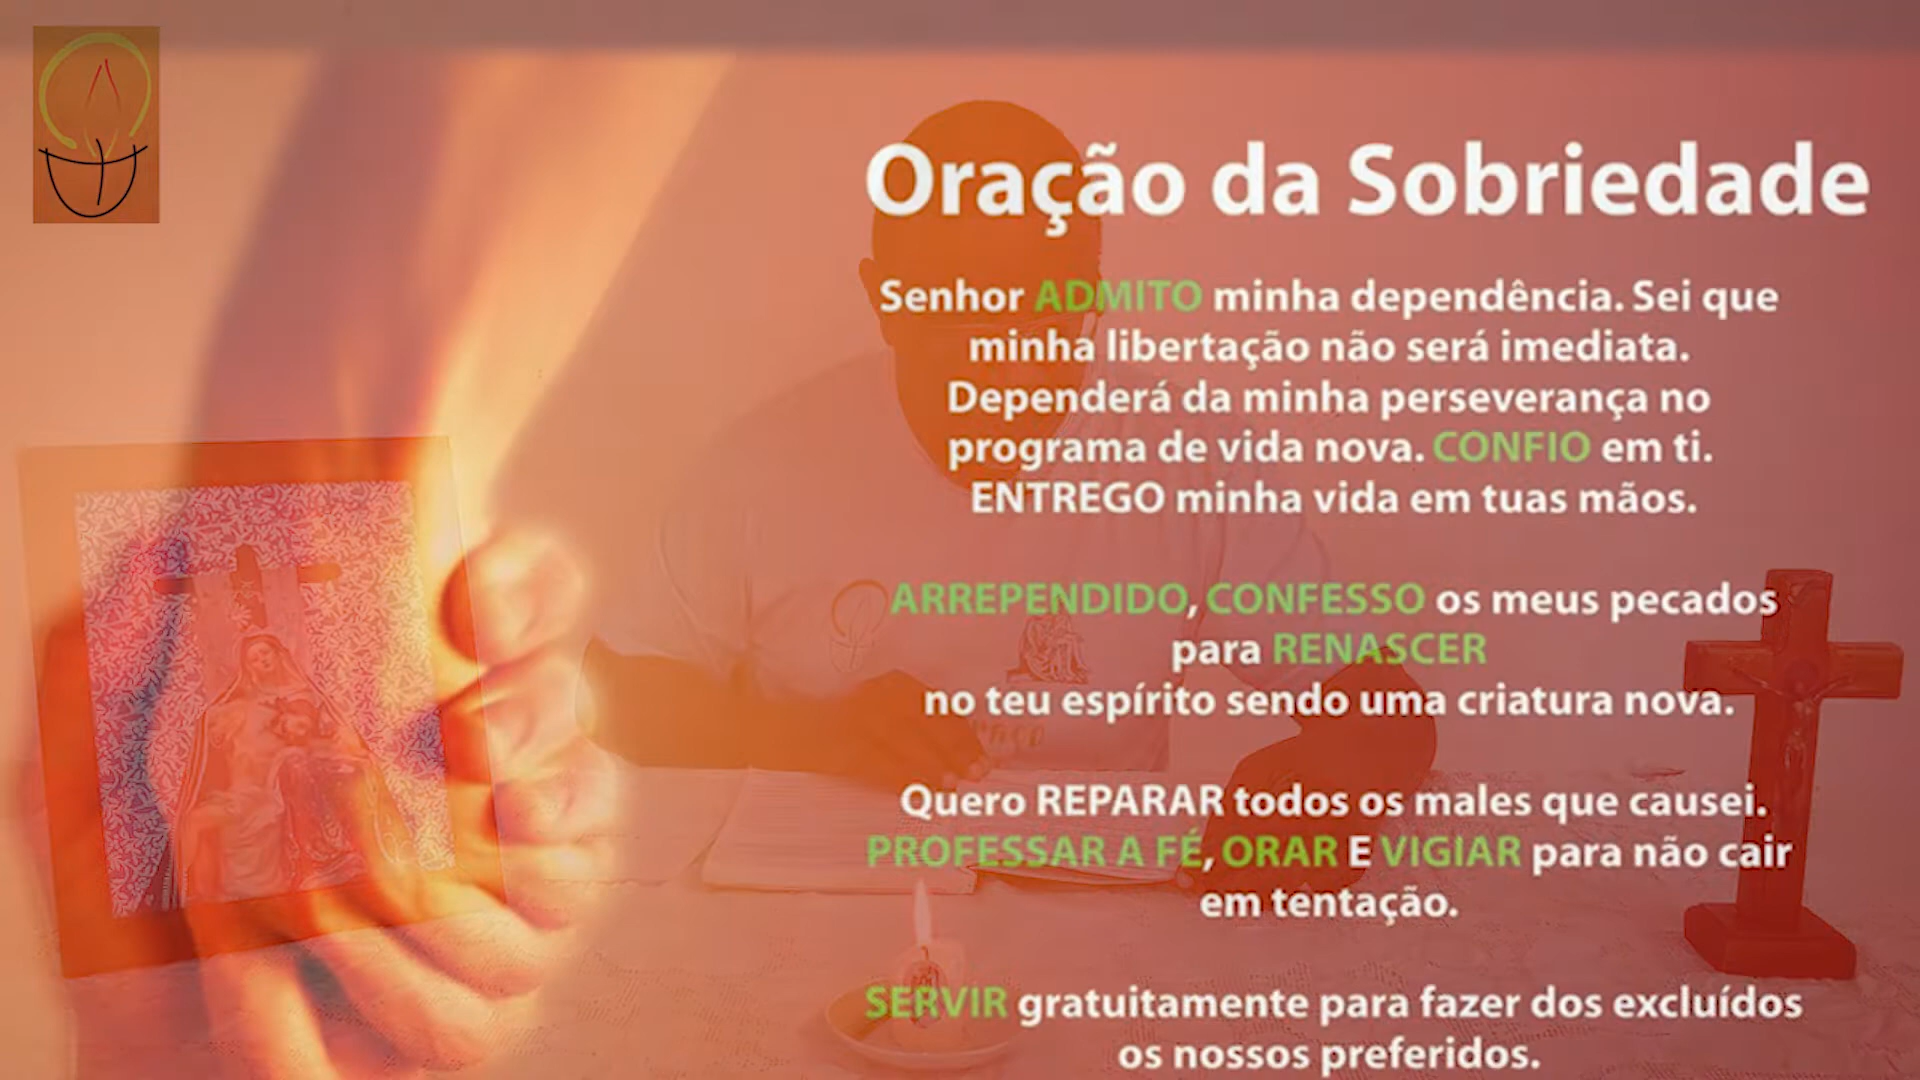 Oração da Sobriedade
Senhor ADMITO minha dependência. Sei que
minha libertação não será imediata.
Dependerá da minha perseverança no
programa de vida nova. CONFIO em ti.
ENTREGO minha vida em tuas mãos.
ARREPENDIDO, CONFESSO os meus pecados
para RENASCER
no teu espírito sendo uma criatura nova.
Quero REPARAR todos os males que causei.
PROFESSAR A FÉ, ORAR E VIGIAR para não cair
em tentação.
SERVIR gratuitamente para fazer dos excluídos
os nossos preferidos.